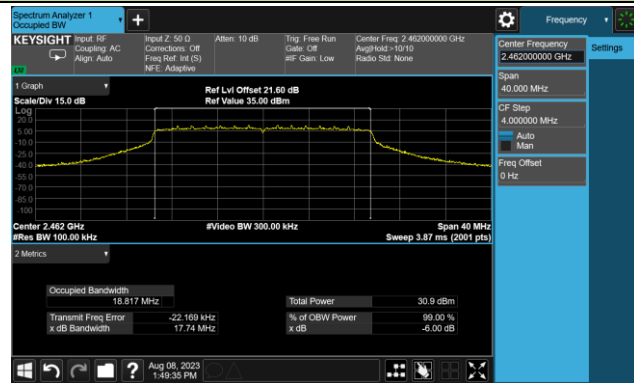 Spectrum Analyzer 1
Occupied BW
Frequency
KEYSIGHT
Input: RF
Coupling: AC
Align: Auto
Input Z: 50 Ω
Corrections: Off
Freq Ref: Int (S)
NFE: Adaptive
Atten: 10 dB
Trig: Free Run
Gate: Off
#IF Gain: Low
Center Freq: 2.462000000 GHz
Avg|Hold:>10/10
Radio Std: None
Center Frequency
2.462000000 GHz
Settings
Span
40.000 MHz
CF Step
4.000000 MHz
Auto
Man
Freq Offset
0 Hz
1 Graph
Scale/Div 15.0 dB
Ref Lvl Offset 21.60 dB
Ref Value 35.00 dBm
Log
20.0
5.00
-10.0
-25.0
-40.0
-55.0
-70.0
-85.0
-100
Center 2.462 GHz
#Res BW 100.00 kHz
#Video BW 300.00 kHz
Span 40 MHz
Sweep 3.87 ms (2001 pts)
2 Metrics
Occupied Bandwidth
18.817 MHz
Total Power 30.9 dBm
Transmit Freq Error -22.169 kHz
% of OBW Power 99.00 %
x dB Bandwidth 17.74 MHz
x dB -6.00 dB
Aug 08, 2023
1:49:35 PM